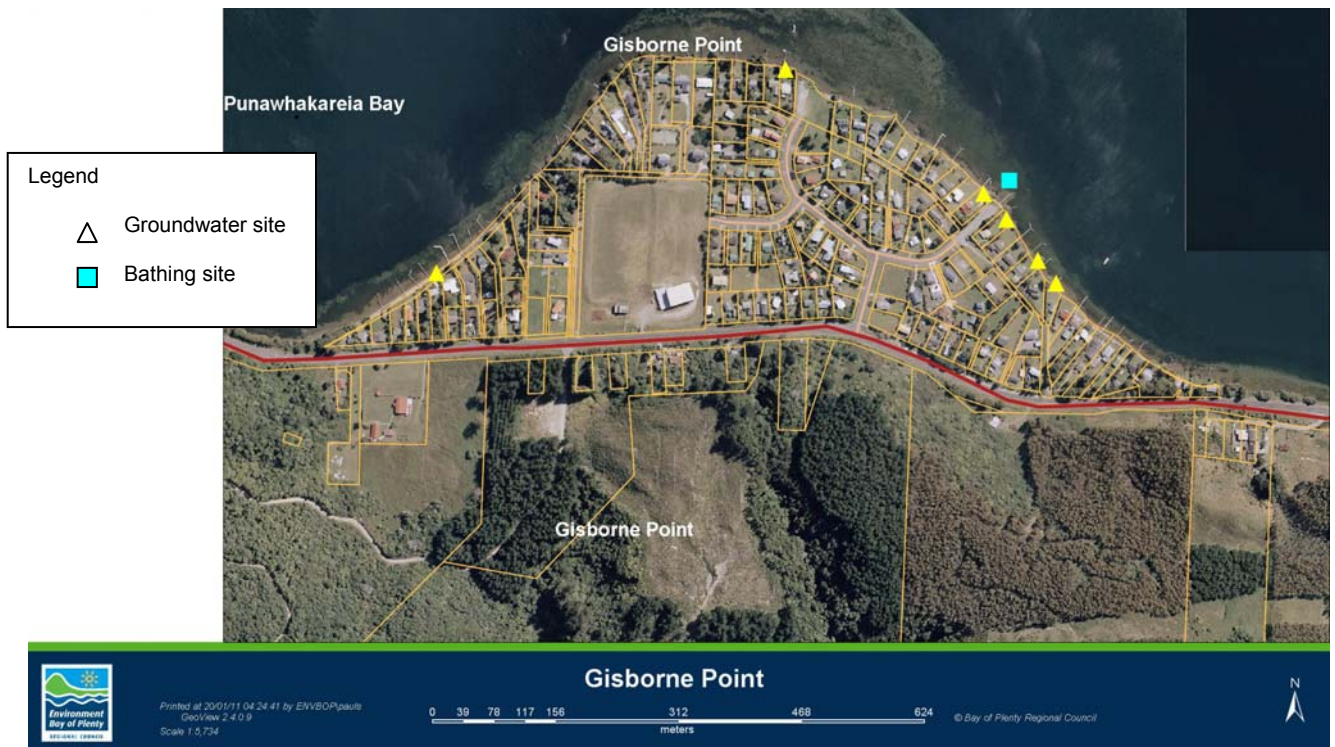 Gisborne Point
Punawhakareia Bay
Legend
Groundwater site
Bathing site
Gisborne Point
Gisborne Point
Environment
Bay of Plenty
REGIONAL COUNCIL
Printed at 20/01/11 04:24:41 by ENVBOP\pauls
GeoView 2.4.0.9
Scale 1:5,734
0 39 78 117 156 312 468 624
meters
© Bay of Plenty Regional Council
N